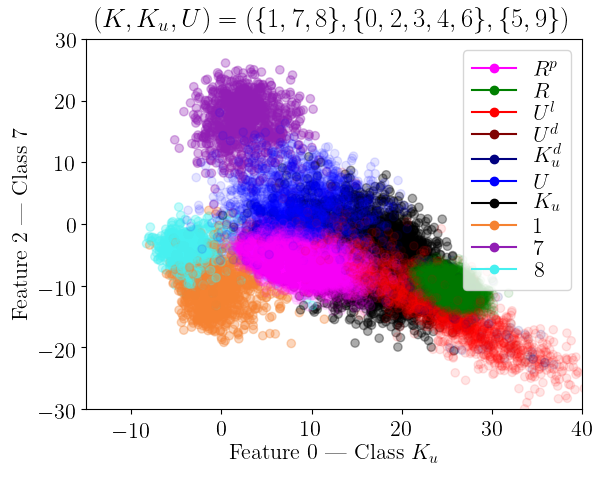 (K, K_u, U) = ({1, 7, 8}, {0, 2, 3, 4, 6}, {5, 9})
30
20
10
0
−10
−20
−30
Feature 2 — Class 7
R^p
R
U^l
U^d
K_u^d
U
K_u
1
7
8
−10 0 10 20 30 40
Feature 0 — Class K_u